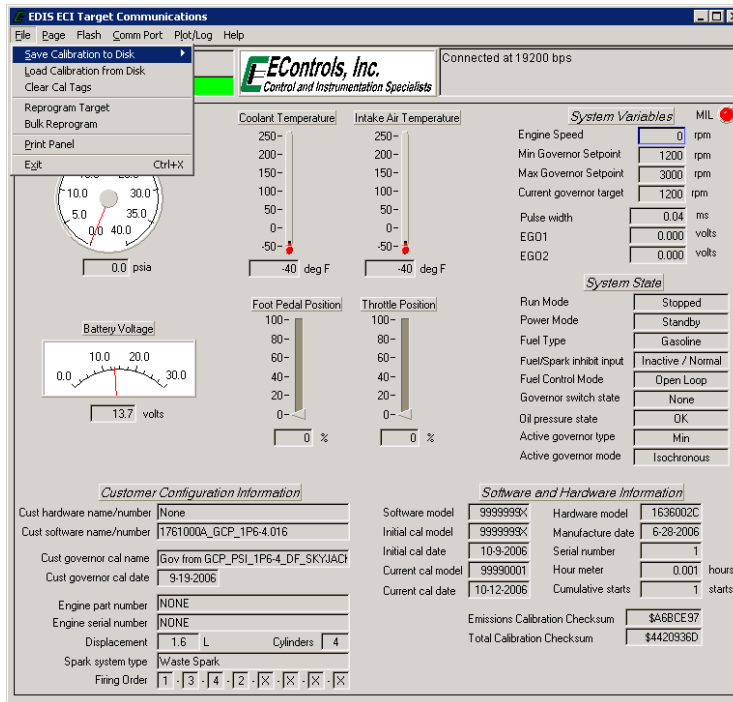 EDIS ECI Target Communications
File Page Flash Comm Port Plot/Log Help
Save Calibration to Disk
Load Calibration from Disk
Clear Cal Tags
Reprogram Target
Bulk Reprogram
Print Panel
Exit Ctrl+X
EControls, Inc.
Control and Instrumentation Specialists
Connected at 19200 bps
10.0 30.0
5.0 35.0
0.0 40.0
0.0 psia
Coolant Temperature
250-
200-
150-
100-
50-
0-
-50-
-40 deg F
Intake Air Temperature
250-
200-
150-
100-
50-
0-
-50-
-40 deg F
System Variables MIL
Engine Speed 0 rpm
Min Governor Setpoint 1200 rpm
Max Governor Setpoint 3000 rpm
Current governor target 1200 rpm
Pulse width 0.04 ms
EGO1 0.000 volts
EGO2 0.000 volts
Battery Voltage
10.0 20.0
0.0 30.0
13.7 volts
Foot Pedal Position
100-
80-
60-
40-
20-
0-
0 %
Throttle Position
100-
80-
60-
40-
20-
0-
0 %
System State
Run Mode Stopped
Power Mode Standby
Fuel Type Gasoline
Fuel/Spark inhibit input Inactive / Normal
Fuel Control Mode Open Loop
Governor switch state None
Oil pressure state OK
Active governor type Min
Active governor mode Isochronous
Customer Configuration Information
Cust hardware name/number None
Cust software name/number 1761000A_GCP_1P6-4.016
Cust governor cal name Gov from GCP_PSI_1P6-4_DF_SKYJACK
Cust governor cal date 9-19-2006
Engine part number NONE
Engine serial number NONE
Displacement 1.6 L Cylinders 4
Spark system type Waste Spark
Firing Order 1 - 3 - 4 - 2 - X - X - X - X
Software and Hardware Information
Software model 9999999X Hardware model 1636002C
Initial cal model 9999999X Manufacture date 6-28-2006
Initial cal date 10-9-2006 Serial number 1
Current cal model 99990001 Hour meter 0.001 hours
Current cal date 10-12-2006 Cumulative starts 1 starts
Emissions Calibration Checksum $A6BCE97
Total Calibration Checksum $4420936D